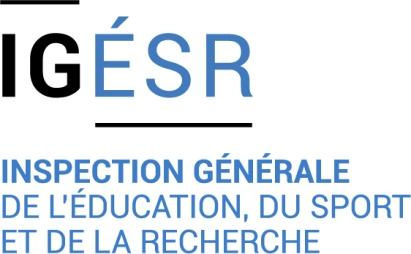 IGÉSR
INSPECTION GÉNÉRALE
DE L'ÉDUCATION, DU SPORT
ET DE LA RECHERCHE